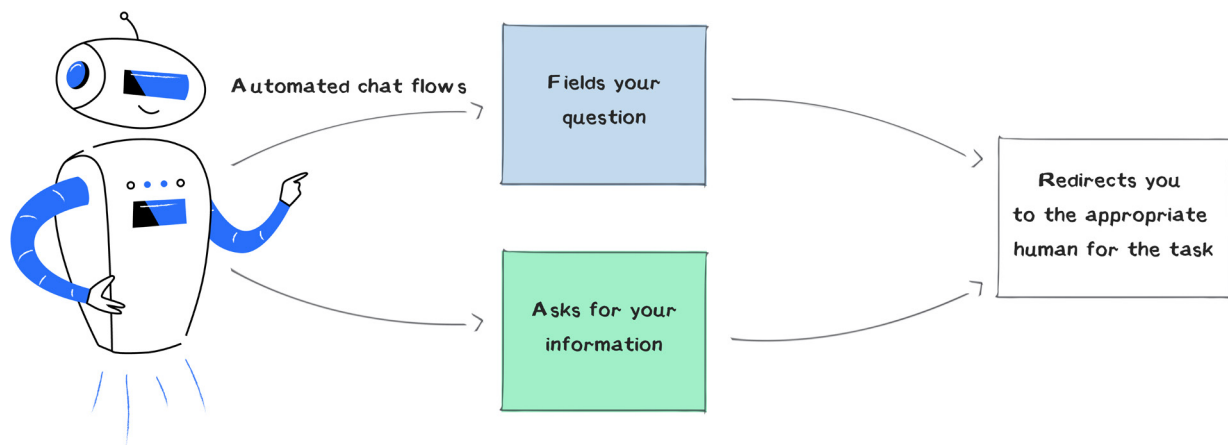 Automated chat flows
Fields your
question
Asks for your
information
Redirects you
to the appropriate
human for the task